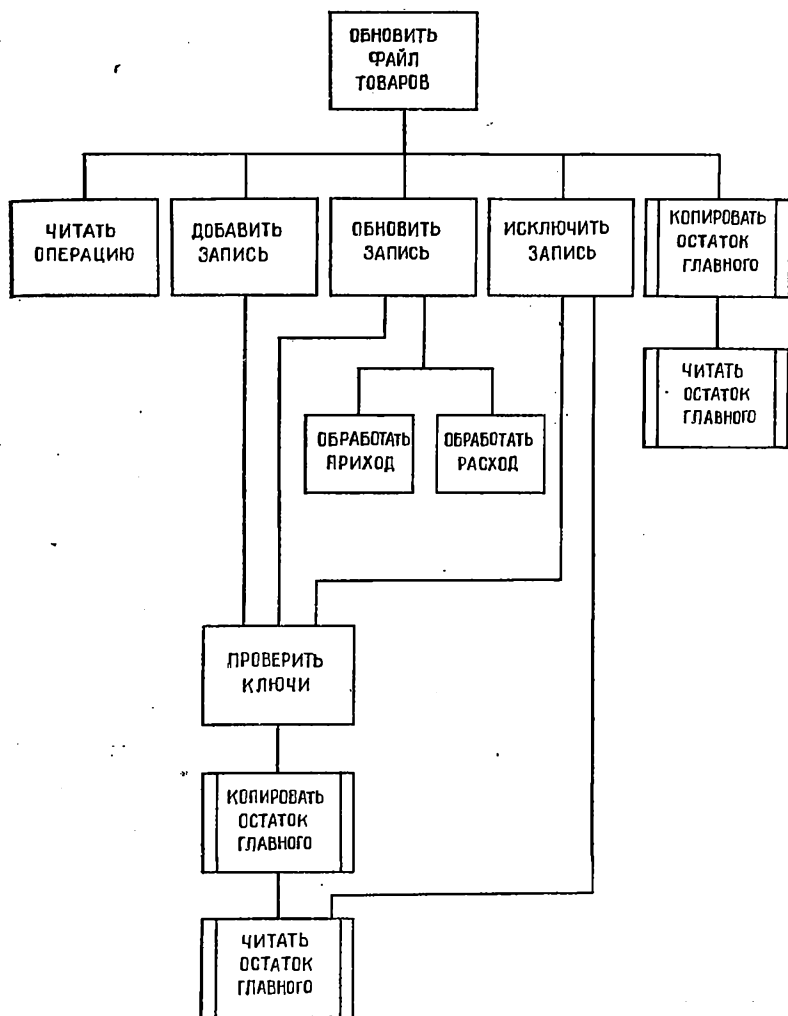 ОБНОВИТЬ
ФАЙЛ
ТОВАРОВ
ЧИТАТЬ
ОПЕРАЦИЮ
ДОБАВИТЬ
ЗАПИСЬ
ОБНОВИТЬ
ЗАПИСЬ
ИСКЛЮЧИТЬ
ЗАПИСЬ
КОПИРОВАТЬ
ОСТАТОК
ГЛАВНОГО
ЧИТАТЬ
ОСТАТОК
ГЛАВНОГО
ОБРАБОТАТЬ
ПРИХОД
ОБРАБОТАТЬ
РАСХОД
ПРОВЕРИТЬ
КЛЮЧИ
КОПИРОВАТЬ
ОСТАТОК
ГЛАВНОГО
ЧИТАТЬ
ОСТАТОК
ГЛАВНОГО